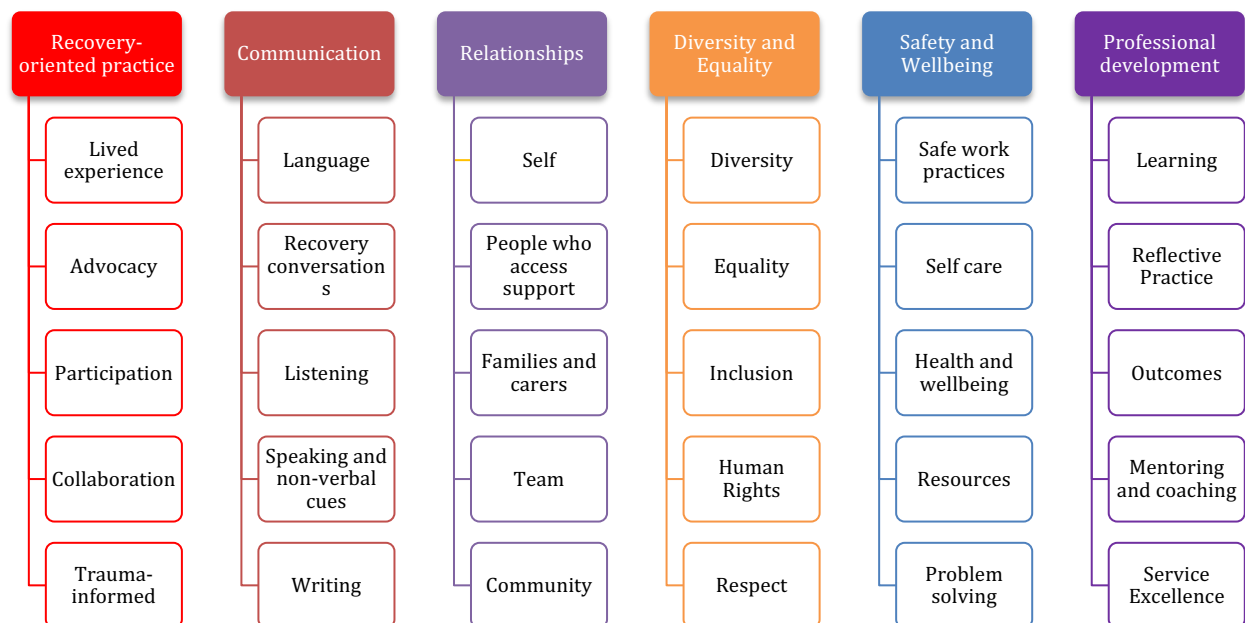 Recovery-
oriented practice
Lived
experience
Advocacy
Participation
Collaboration
Trauma-
informed
Communication
Language
Recovery
conversation
s
Listening
Speaking and
non-verbal
cues
Writing
Relationships
Self
People who
access
support
Families and
carers
Team
Community
Diversity and
Equality
Diversity
Equality
Inclusion
Human
Rights
Respect
Safety and
Wellbeing
Safe work
practices
Self care
Health and
wellbeing
Resources
Problem
solving
Professional
development
Learning
Reflective
Practice
Outcomes
Mentoring
and coaching
Service
Excellence